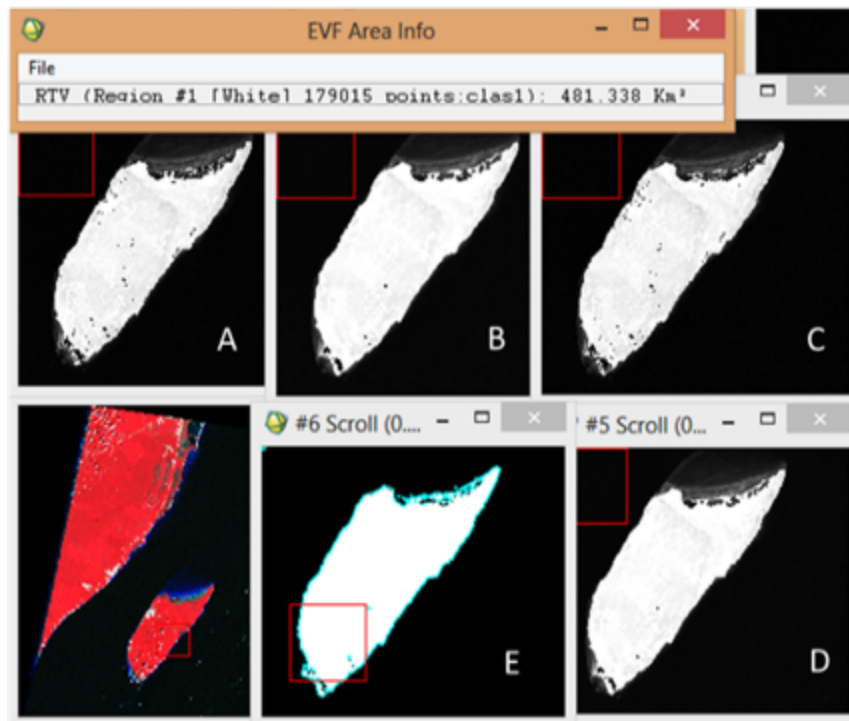 EVF Area Info
File
RTV (Region #1 [White] 179015 points:clas1): 481.338 Km²
A
B
C
#6 Scroll (0....
#5 Scroll (0...
E
D